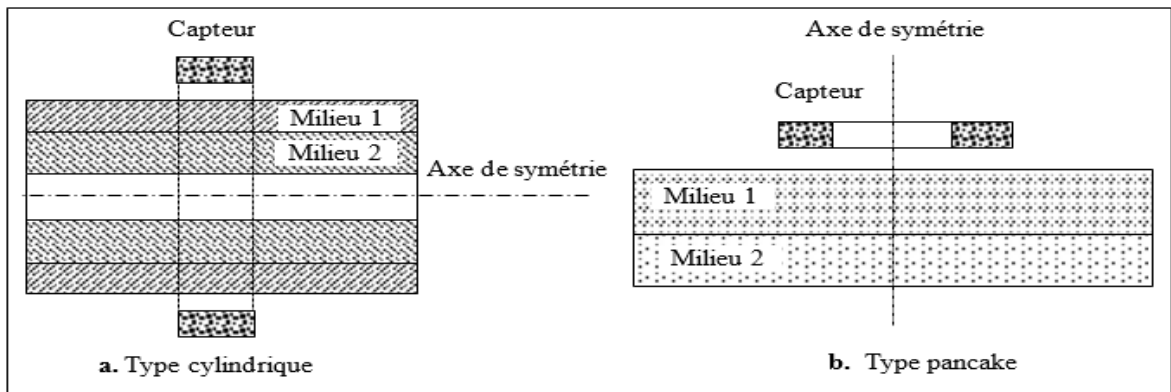 Capteur
Milieu 1
Milieu 2
Axe de symétrie
a. Type cylindrique
Axe de symétrie
Capteur
Milieu 1
Milieu 2
b. Type pancake